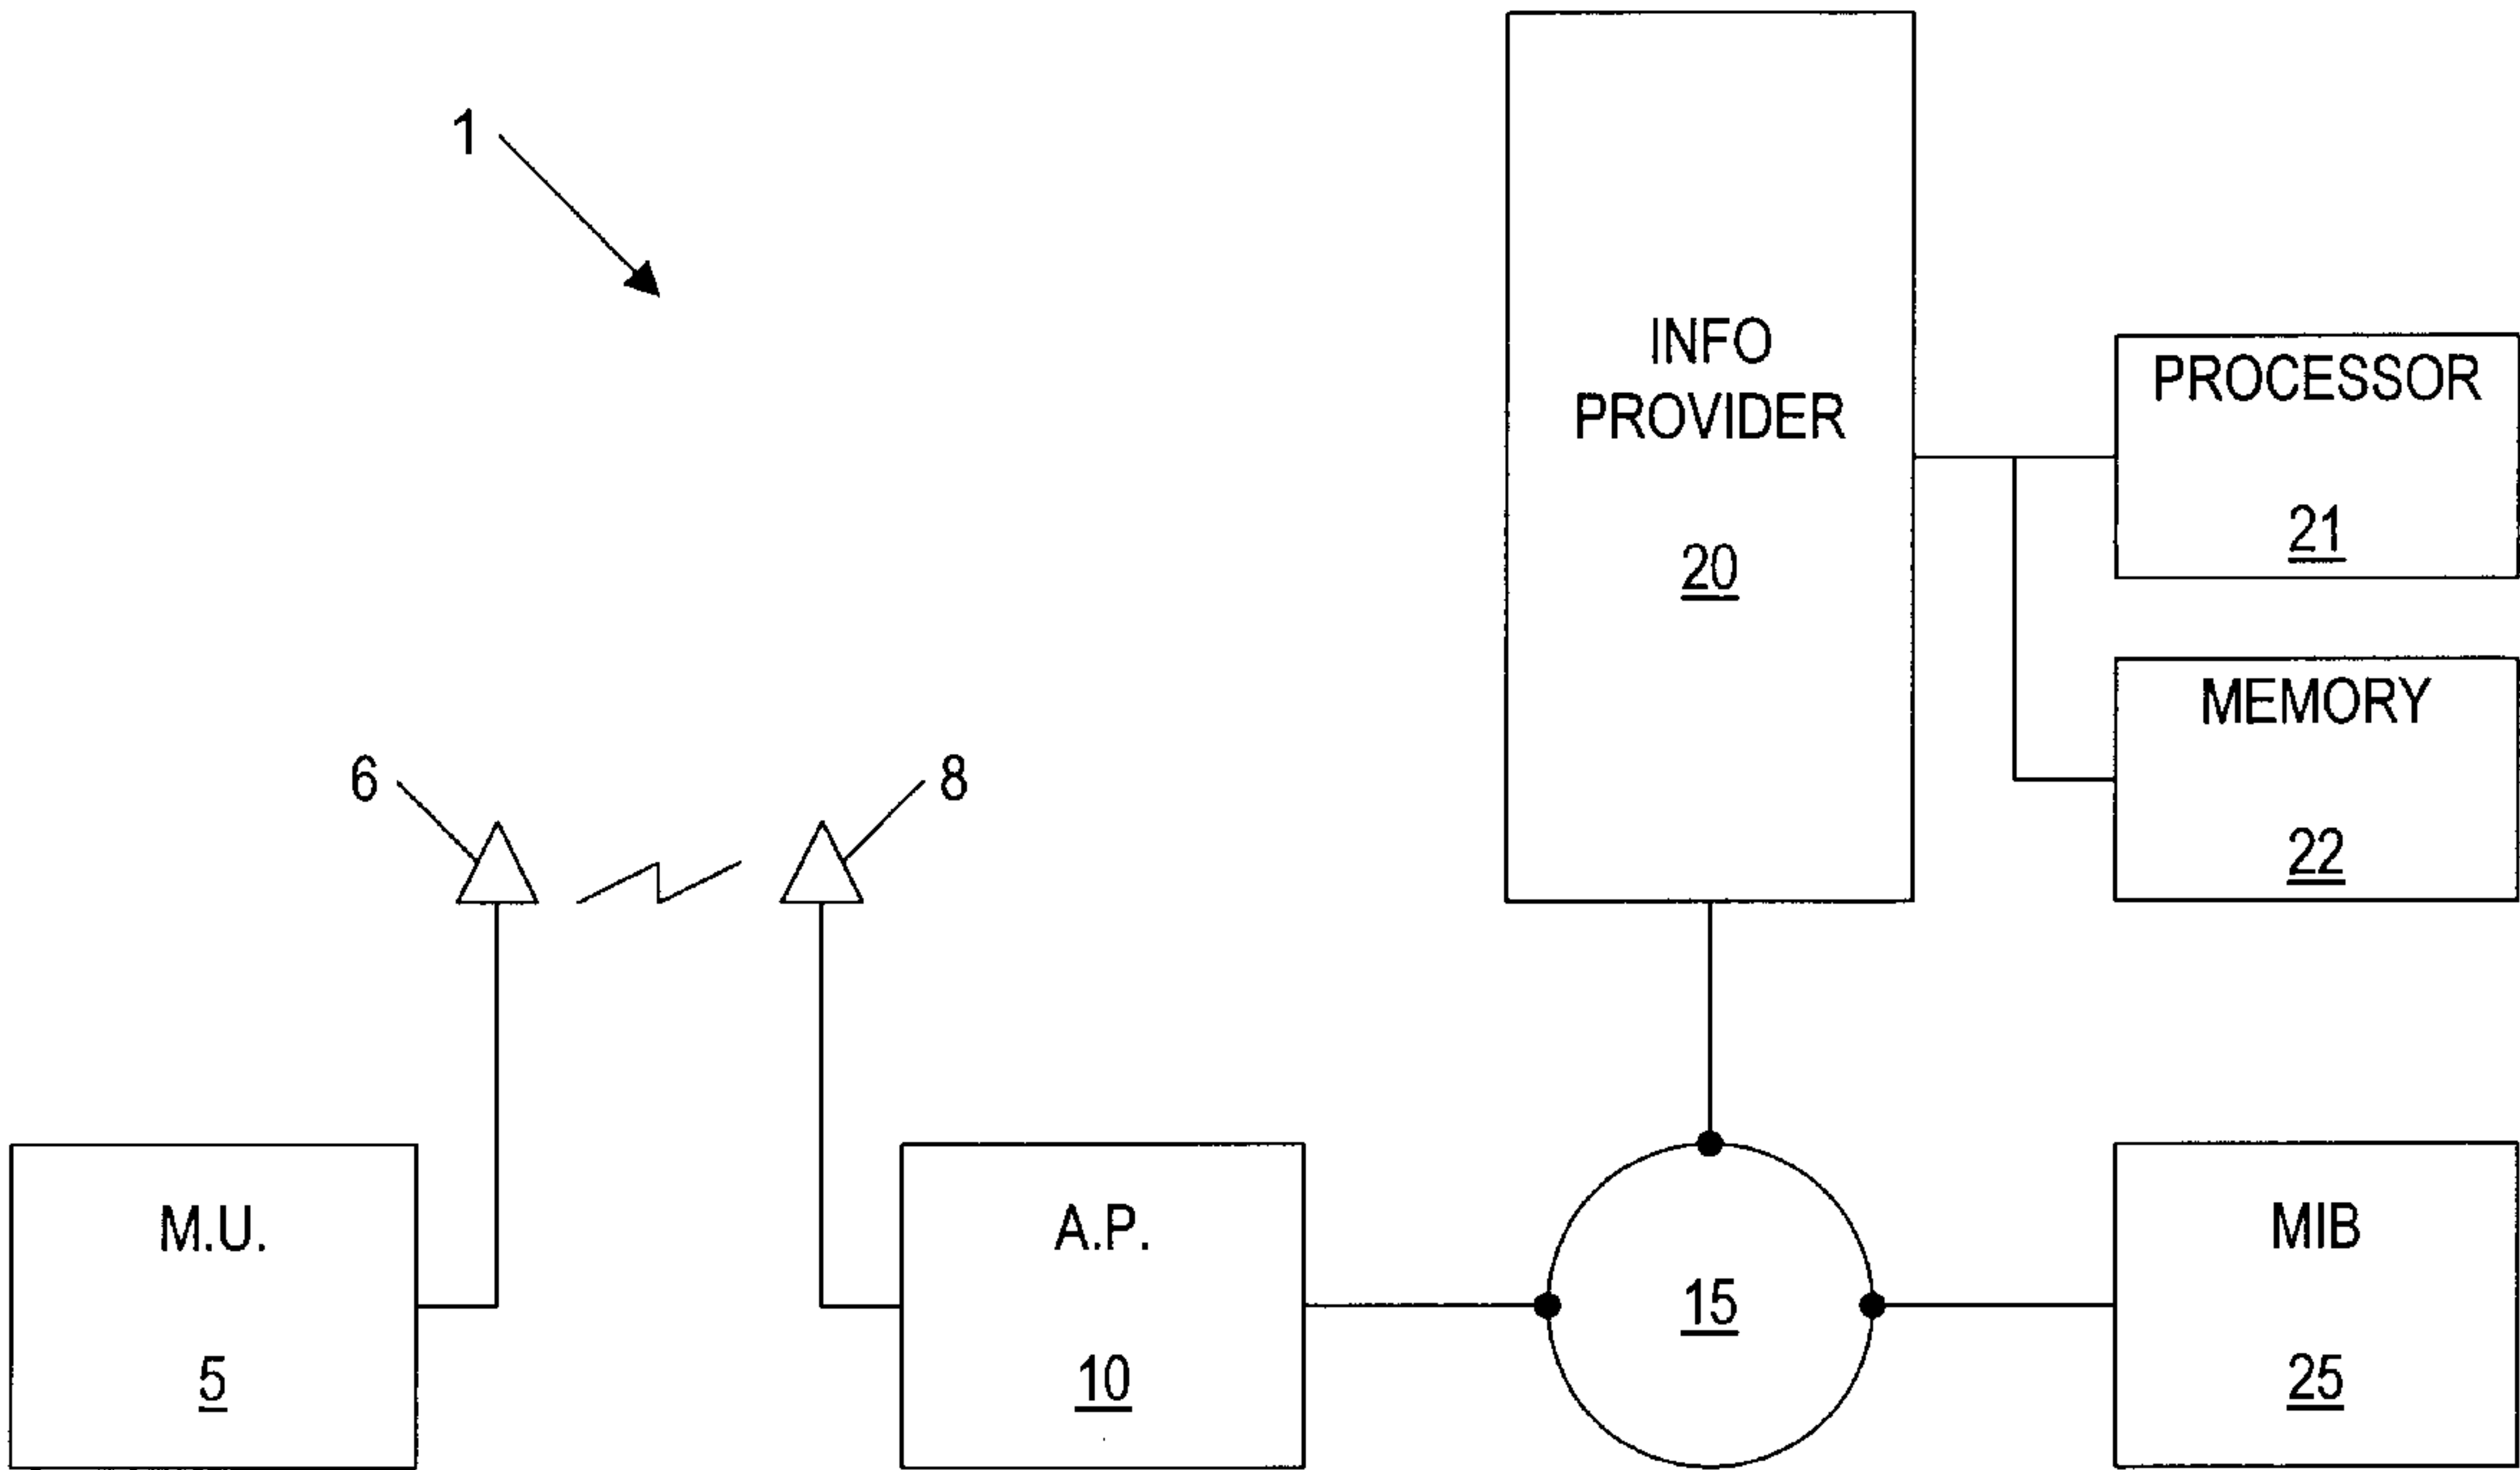 1
INFO
PROVIDER
20
PROCESSOR
21
MEMORY
22
6
8
M.U.
5
A.P.
10
15
MIB
25